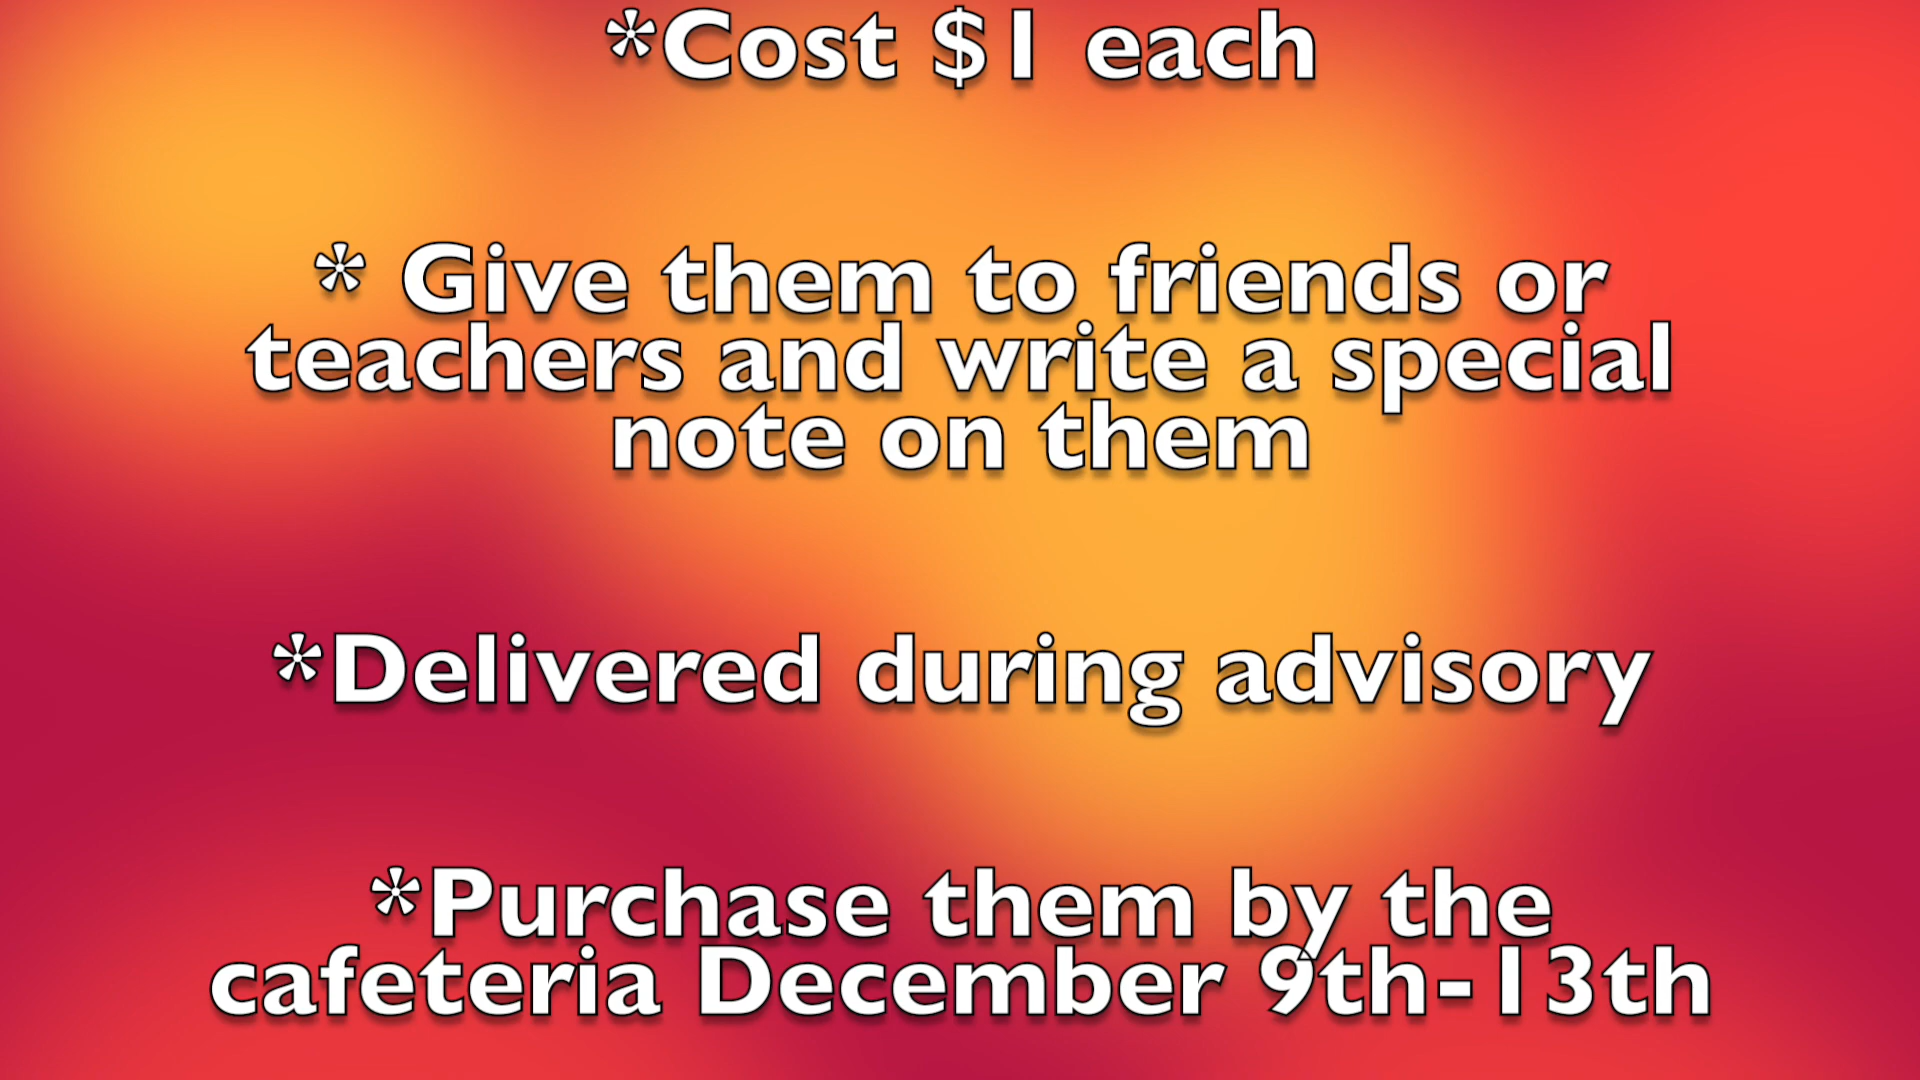 *Cost $1 each
* Give them to friends or
teachers and write a special
note on them
*Delivered during advisory
*Purchase them by the
cafeteria December 9th-13th